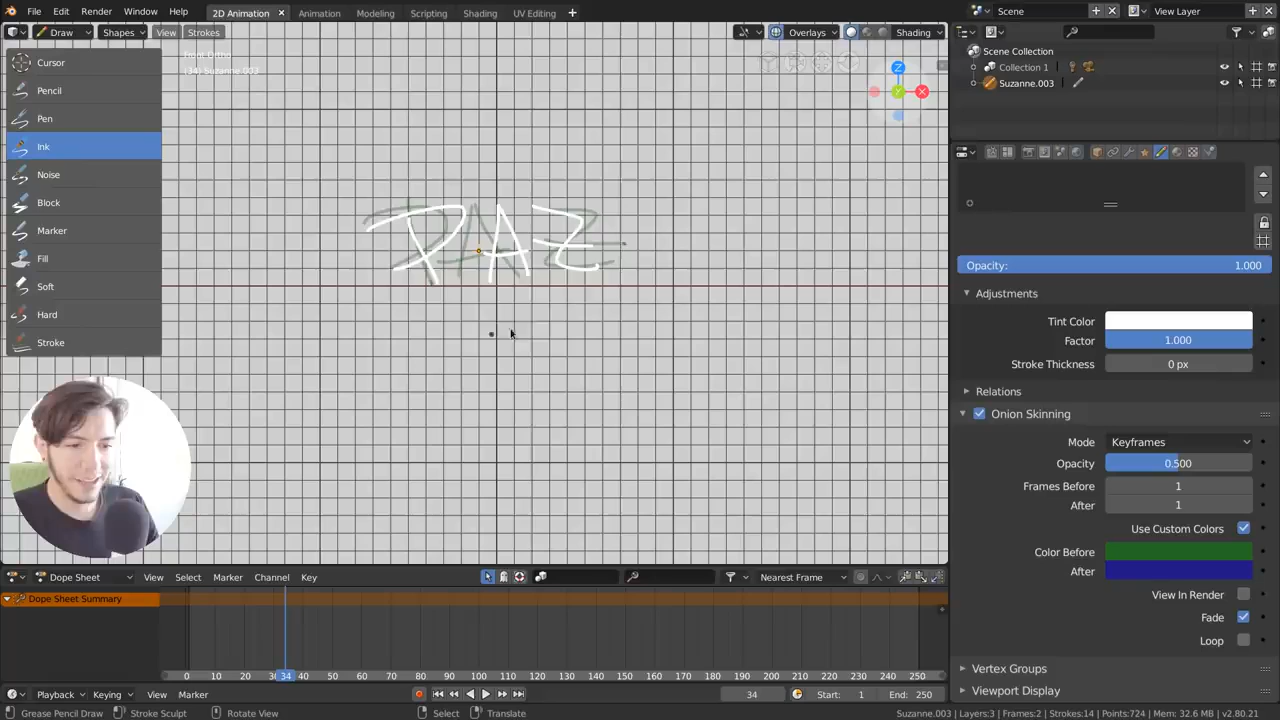 File Edit Render Window Help 2D Animation Animation Modeling Scripting Shading UV Editing Scene View Layer
Draw Shapes View Strokes Overlays Shading
Scene Collection
Collection 1
Suzanne.003
Front Ortho
(34) Suzanne.003
Cursor
Pencil
Pen
Ink
Noise
Block
Marker
Fill
Soft
Hard
Stroke
Z
Y
X
PAZ
Opacity: 1.000
Adjustments
Tint Color
Factor 1.000
Stroke Thickness 0 px
Relations
Onion Skinning
Mode Keyframes
Opacity 0.500
Frames Before 1
After 1
Use Custom Colors
Color Before
After
View In Render
Fade
Loop
Vertex Groups
Viewport Display
Dope Sheet View Select Marker Channel Key Nearest Frame
Dope Sheet Summary
0 10 20 34 40 50 60 70 80 90 100 110 120 130 140 150 160 170 180 190 200 210 220 230 240 250
Playback Keying View Marker 34 Start: 1 End: 250
Grease Pencil Draw Stroke Sculpt Rotate View Select Translate Suzanne.003 | Layers:3 | Frames:2 | Strokes:14 | Points:724 | Mem: 32.6 MB | v2.80.21